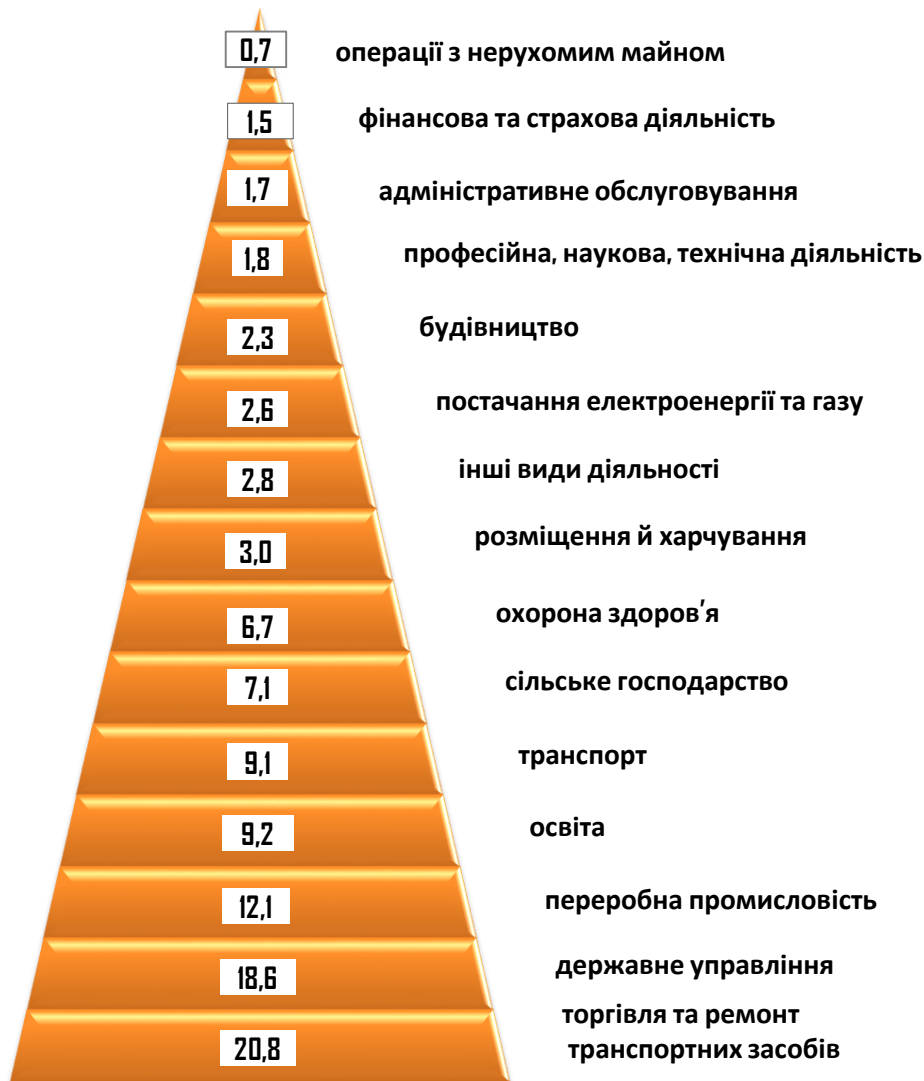 0,7 операції з нерухомим майном
1,5 фінансова та страхова діяльність
1,7 адміністративне обслуговування
1,8 професійна, наукова, технічна діяльність
2,3 будівництво
2,6 постачання електроенергії та газу
2,8 інші види діяльності
3,0 розміщення й харчування
6,7 охорона здоров'я
7,1 сільське господарство
9,1 транспорт
9,2 освіта
12,1 переробна промисловість
18,6 державне управління
20,8 торгівля та ремонт
транспортних засобів